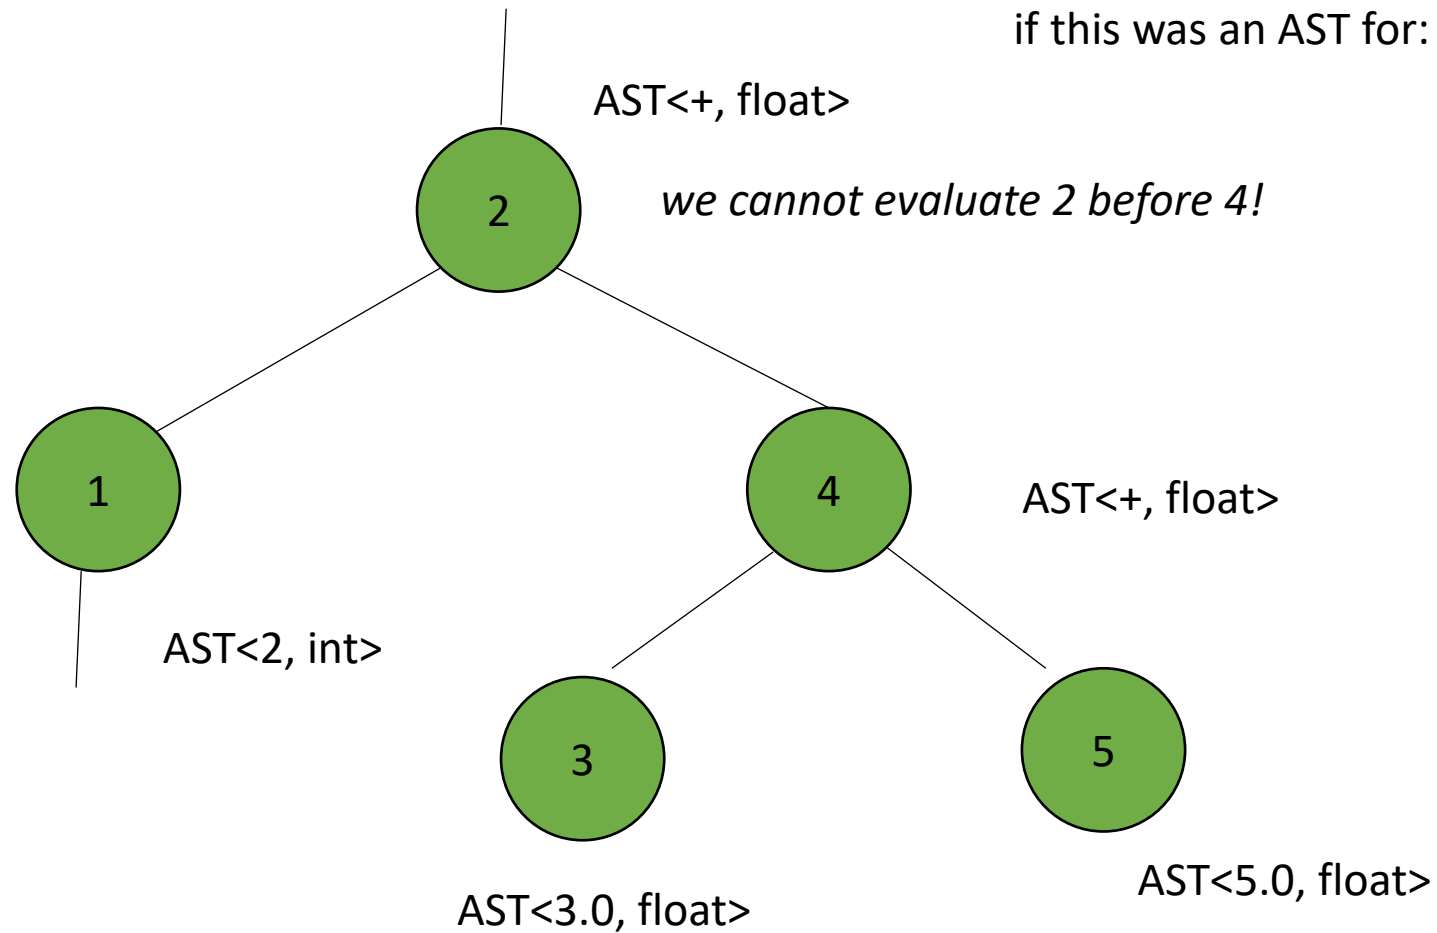 if this was an AST for:
AST<+, float>
we cannot evaluate 2 before 4!
2
1
4
AST<+, float>
AST<2, int>
3
5
AST<5.0, float>
AST<3.0, float>